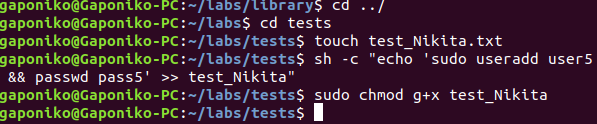 gaponiko@Gaponiko-PC:~/labs/library$ cd ../
gaponiko@Gaponiko-PC:~/labs$ cd tests
gaponiko@Gaponiko-PC:~/labs/tests$ touch test_Nikita.txt
gaponiko@Gaponiko-PC:~/labs/tests$ sh -c "echo 'sudo useradd user5
&& passwd pass5' >> test_Nikita"
gaponiko@Gaponiko-PC:~/labs/tests$ sudo chmod g+x test_Nikita
gaponiko@Gaponiko-PC:~/labs/tests$